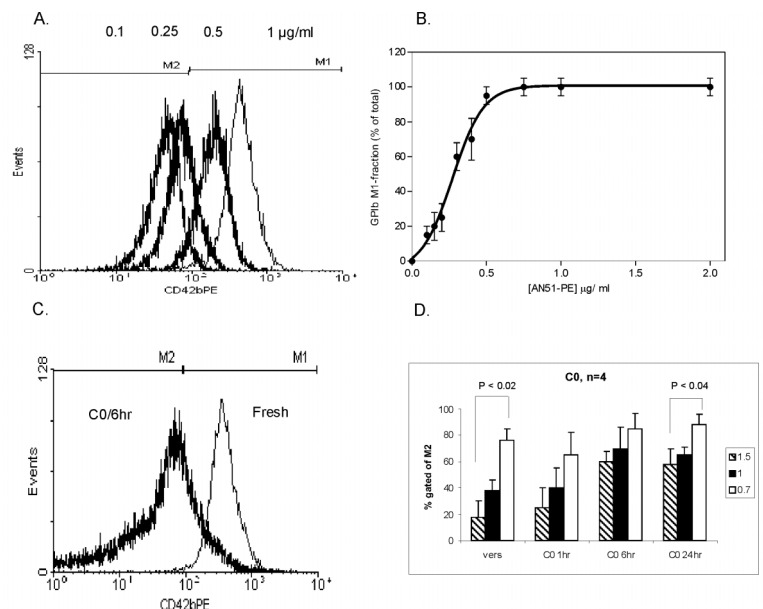 A.
0.1 0.25 0.5 1 µg/ml
128
M2 M1
Events
0
10⁰ 10¹ 10² 10³ 10⁴
CD42bPE
B.
120
100
80
60
40
20
0
GPIb M1-fraction (% of total)
0.0 0.5 1.0 1.5 2.0
[AN51-PE] µg/ ml
C.
M2 M1
128
C0/6hr Fresh
Events
0
10⁰ 10¹ 10² 10³ 10⁴
CD42bPE
D.
C0, n=4
P < 0.02 P < 0.04
100
80
60
40
20
0
% gated of M2
1.5
1
0.7
vers C0 1hr C0 6hr C0 24hr